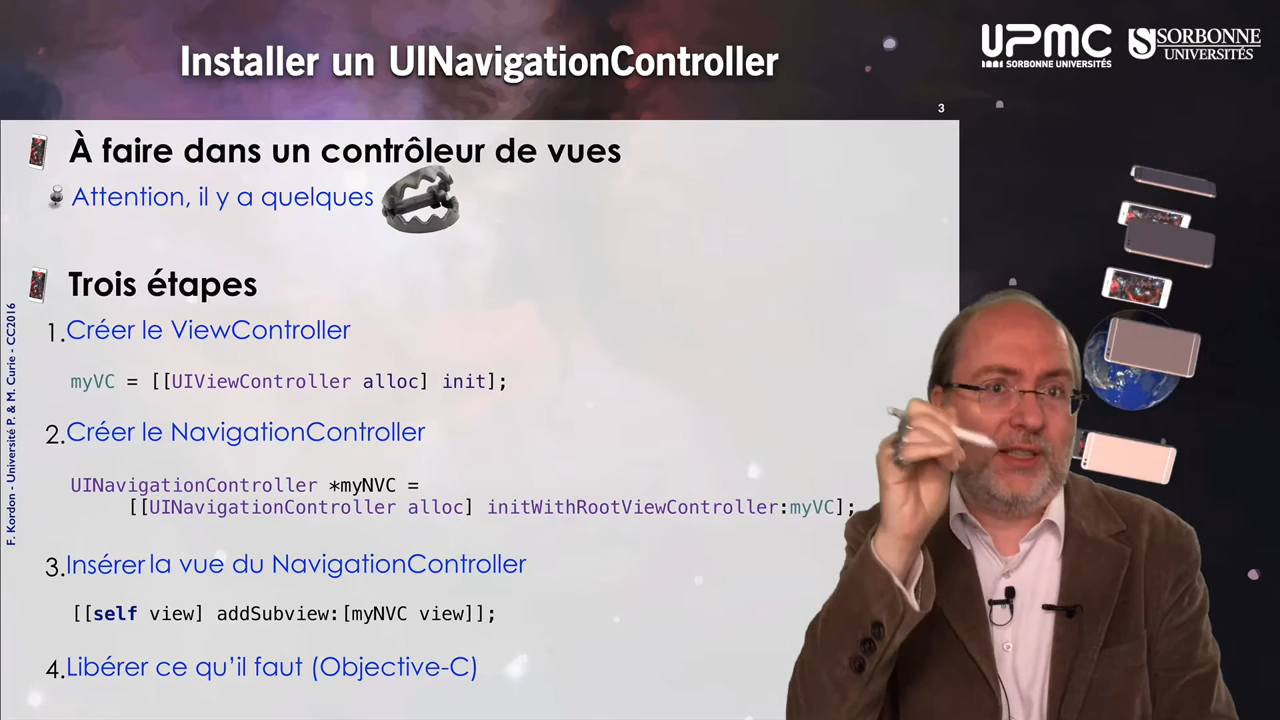 Installer un UINavigationController
UPMC
SORBONNE UNIVERSITÉS
S SORBONNE
UNIVERSITÉS
3
À faire dans un contrôleur de vues
Attention, il y a quelques
Trois étapes
1.Créer le ViewController
myVC = [[UIViewController alloc] init];
2.Créer le NavigationController
UINavigationController *myNVC =
[[UINavigationController alloc] initWithRootViewController:myVC];
3.Insérer la vue du NavigationController
[[self view] addSubview:[myNVC view]];
4.Libérer ce qu'il faut (Objective-C)
F. Kordon - Université P. & M. Curie - CC2016